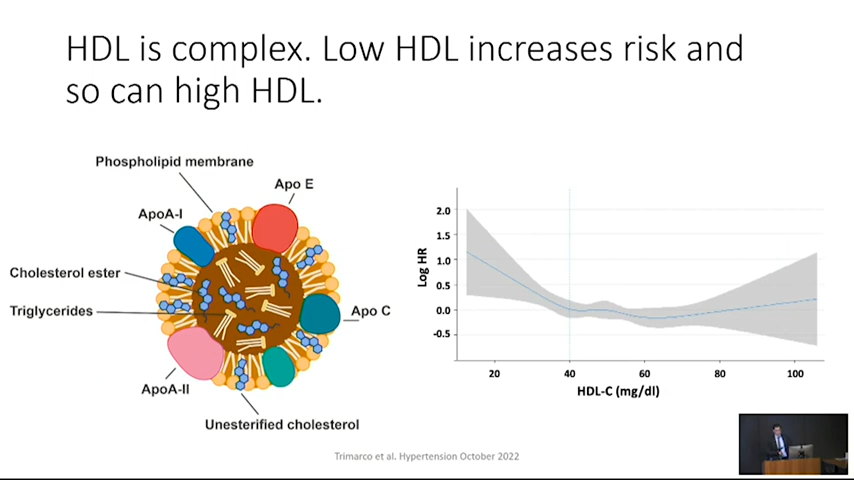 HDL is complex. Low HDL increases risk and
so can high HDL.
Phospholipid membrane
Apo E
ApoA-I
Cholesterol ester
Triglycerides
Apo C
ApoA-II
Unesterified cholesterol
Log HR
2.0
1.5
1.0
0.5
0.0
-0.5
20 40 60 80 100
HDL-C (mg/dl)
Trimarco et al. Hypertension October 2022